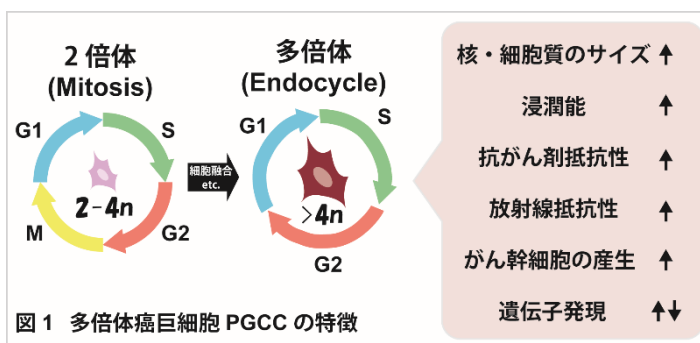 2倍体
(Mitosis)
G1
S
G2
M
2-4n
細胞融合
etc.
多倍体
(Endocycle)
G1
S
G2
>4n
核・細胞質のサイズ ↑
浸潤能 ↑
抗がん剤抵抗性 ↑
放射線抵抗性 ↑
がん幹細胞の産生 ↑
遺伝子発現 ↑↓
図1 多倍体癌巨細胞 PGCC の特徴